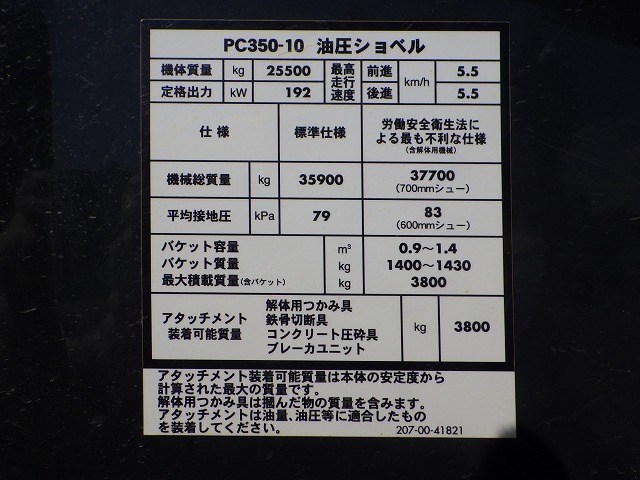 PC350-10 油圧ショベル
機体質量 kg 25500 最高走行速度 前進 km/h 5.5
定格出力 kW 192 後進 5.5
仕様 標準仕様 労働安全衛生法に
よる最も不利な仕様
(含解体用機械)
機械総質量 kg 35900 37700
(700mmシュー)
平均接地圧 kPa 79 83
(600mmシュー)
バケット容量 m³ 0.9〜1.4
バケット質量 kg 1400〜1430
最大積載質量(含バケット) kg 3800
アタッチメント
装着可能質量
解体用つかみ具
鉄骨切断具
コンクリート圧砕具
ブレーカユニット
kg 3800
アタッチメント装着可能質量は本体の安定度から
計算された最大の質量です。
解体用つかみ具は掴んだ物の質量を含みます。
アタッチメントは油量、油圧等に適合したもの
を装着してください。 207-00-41821